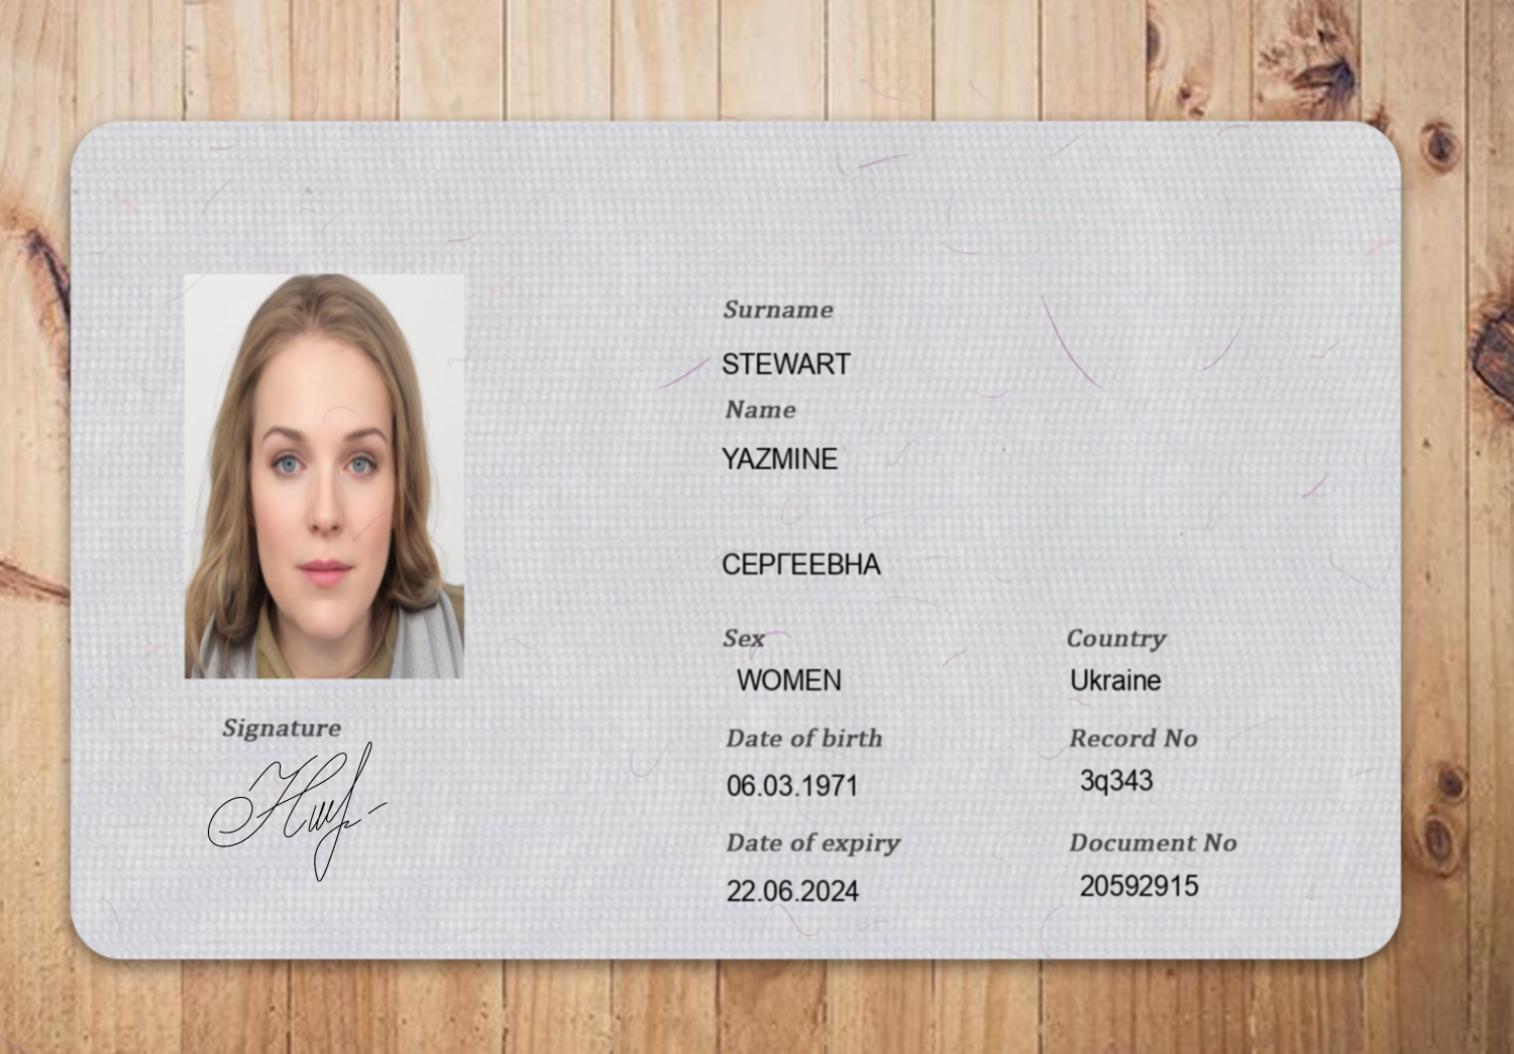 Surname
STEWART
Name
YAZMINE
СЕРГЕЕВНА
Sex
WOMEN
Country
Ukraine
Date of birth
06.03.1971
Record No
3q343
Date of expiry
22.06.2024
Document No
20592915
Signature